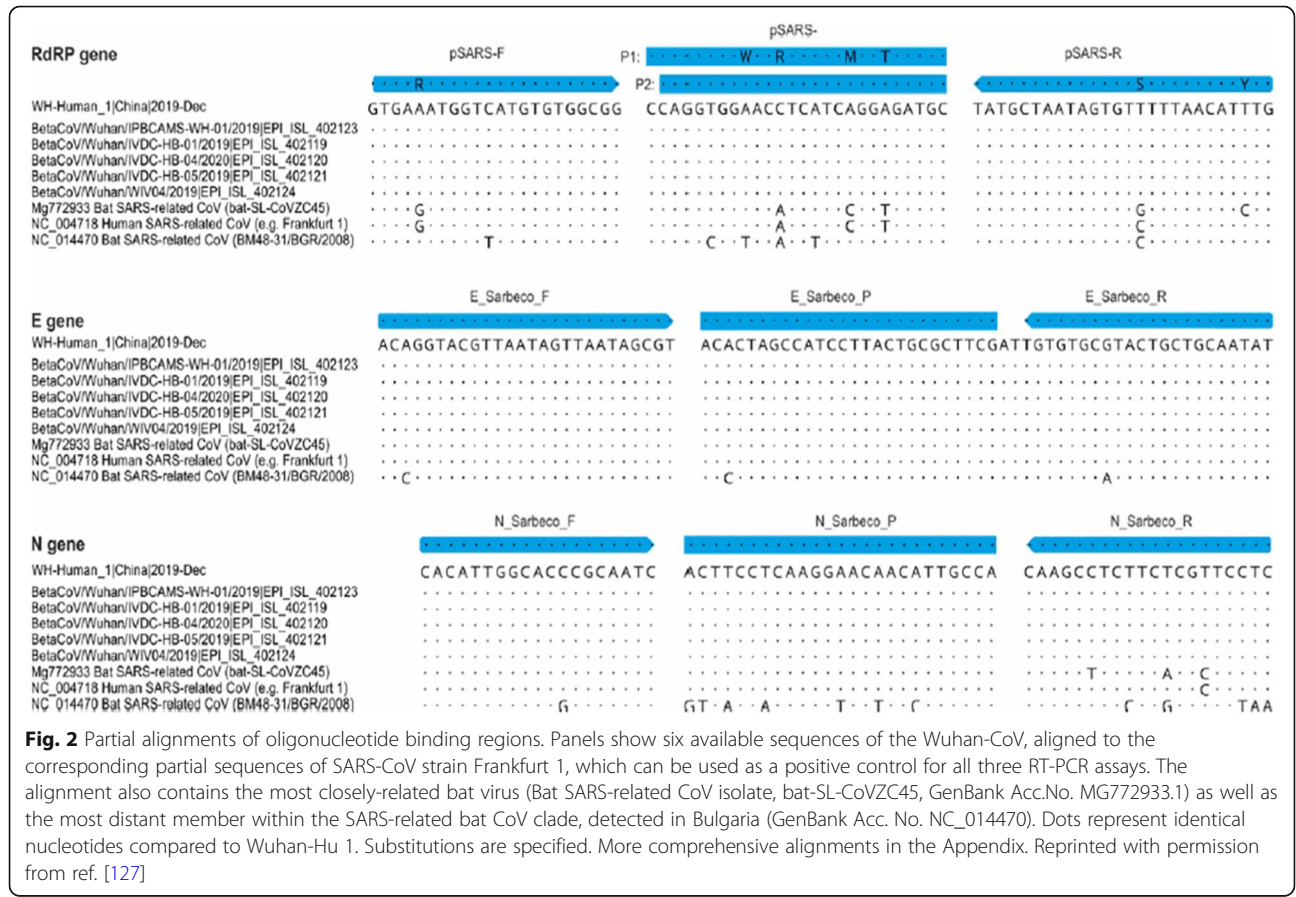 pSARS-
RdRP gene pSARS-F P1: W R M T pSARS-R
R P2: S Y
WH-Human_1|China|2019-Dec GTGAAATGGTCATGTGTGGCGG CCAGGTGGAACCTCATCAGGAGATGC TATGCTAATAGTGTTTTTAACATTTG
BetaCoV/Wuhan/IPBCAMS-WH-01/2019|EPI_ISL_402123
BetaCoV/Wuhan/IVDC-HB-01/2019|EPI_ISL_402119
BetaCoV/Wuhan/IVDC-HB-04/2020|EPI_ISL_402120
BetaCoV/Wuhan/IVDC-HB-05/2019|EPI_ISL_402121
BetaCoV/Wuhan/WIV04/2019|EPI_ISL_402124
Mg772933 Bat SARS-related CoV (bat-SL-CoVZC45) G A C T G C
NC_004718 Human SARS-related CoV (e.g. Frankfurt 1) G A C T C
NC_014470 Bat SARS-related CoV (BM48-31/BGR/2008) T C T A T C
E_Sarbeco_F E_Sarbeco_P E_Sarbeco_R
E gene
WH-Human_1|China|2019-Dec ACAGGTACGTTAATAGTTAATAGCGT ACACTAGCCATCCTTACTGCGCTTCGATTGTGTGCGTACTGCTGCAATAT
BetaCoV/Wuhan/IPBCAMS-WH-01/2019|EPI_ISL_402123
BetaCoV/Wuhan/IVDC-HB-01/2019|EPI_ISL_402119
BetaCoV/Wuhan/IVDC-HB-04/2020|EPI_ISL_402120
BetaCoV/Wuhan/IVDC-HB-05/2019|EPI_ISL_402121
BetaCoV/Wuhan/WIV04/2019|EPI_ISL_402124
Mg772933 Bat SARS-related CoV (bat-SL-CoVZC45)
NC_004718 Human SARS-related CoV (e.g. Frankfurt 1)
NC_014470 Bat SARS-related CoV (BM48-31/BGR/2008) C C A
N_Sarbeco_F N_Sarbeco_P N_Sarbeco_R
N gene
WH-Human_1|China|2019-Dec CACATTGGCACCCGCAATC ACTTCCTCAAGGAACAACATTGCCA CAAGCCTCTTCTCGTTCCTC
BetaCoV/Wuhan/IPBCAMS-WH-01/2019|EPI_ISL_402123
BetaCoV/Wuhan/IVDC-HB-01/2019|EPI_ISL_402119
BetaCoV/Wuhan/IVDC-HB-04/2020|EPI_ISL_402120
BetaCoV/Wuhan/IVDC-HB-05/2019|EPI_ISL_402121
BetaCoV/Wuhan/WIV04/2019|EPI_ISL_402124
Mg772933 Bat SARS-related CoV (bat-SL-CoVZC45) T A C
NC_004718 Human SARS-related CoV (e.g. Frankfurt 1) C
NC_014470 Bat SARS-related CoV (BM48-31/BGR/2008) G GT A A T T C C G TAA
Fig. 2 Partial alignments of oligonucleotide binding regions. Panels show six available sequences of the Wuhan-CoV, aligned to the
corresponding partial sequences of SARS-CoV strain Frankfurt 1, which can be used as a positive control for all three RT-PCR assays. The
alignment also contains the most closely-related bat virus (Bat SARS-related CoV isolate, bat-SL-CoVZC45, GenBank Acc.No. MG772933.1) as well as
the most distant member within the SARS-related bat CoV clade, detected in Bulgaria (GenBank Acc. No. NC_014470). Dots represent identical
nucleotides compared to Wuhan-Hu 1. Substitutions are specified. More comprehensive alignments in the Appendix. Reprinted with permission
from ref. [127]